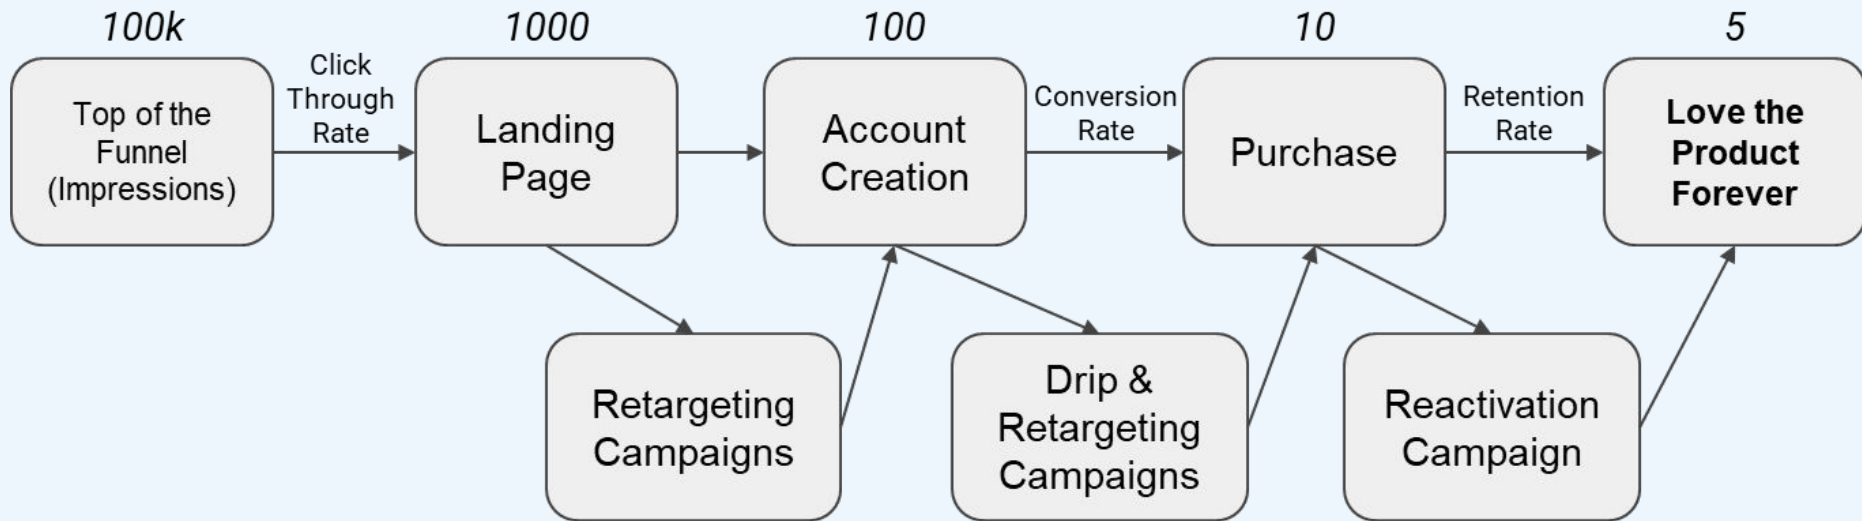 100k
1000
100
10
5
Top of the
Funnel
(Impressions)
Click
Through
Rate
Landing
Page
Account
Creation
Conversion
Rate
Purchase
Retention
Rate
Love the
Product
Forever
Retargeting
Campaigns
Drip &
Retargeting
Campaigns
Reactivation
Campaign